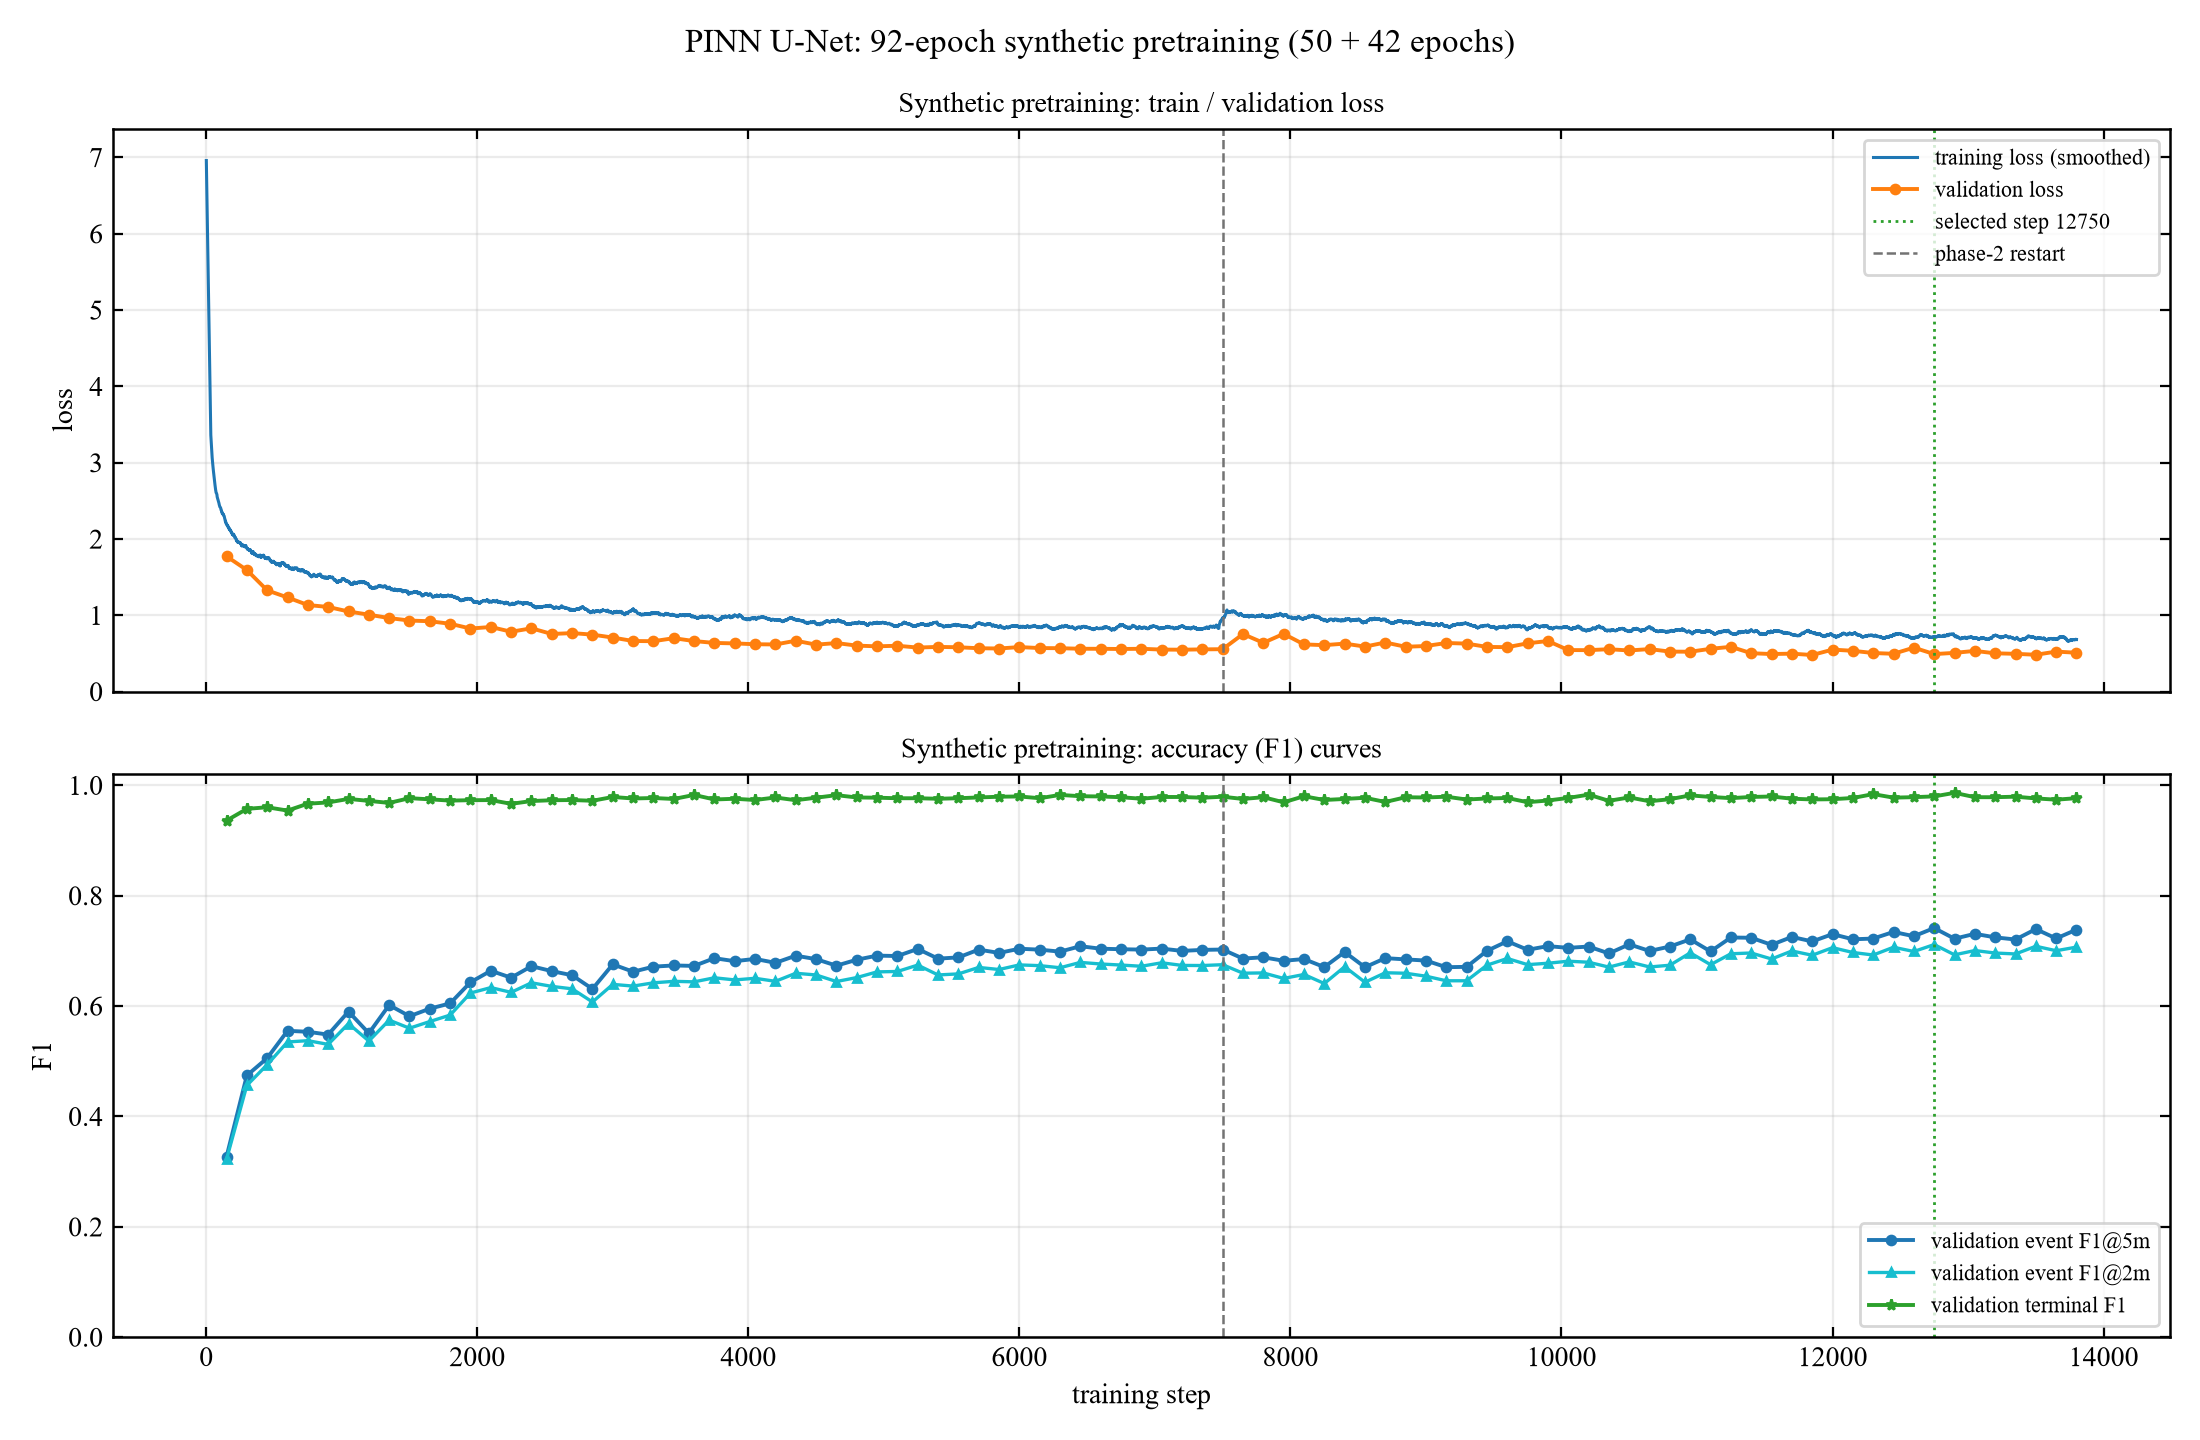 PINN U-Net: 92-epoch synthetic pretraining (50 + 42 epochs)
Synthetic pretraining: train / validation loss
7
6
5
4
3
2
1
0
loss
training loss (smoothed)
validation loss
selected step 12750
phase-2 restart
Synthetic pretraining: accuracy (F1) curves
1.0
0.8
0.6
0.4
0.2
0.0
F1
validation event F1@5m
validation event F1@2m
validation terminal F1
0 2000 4000 6000 8000 10000 12000 14000
training step